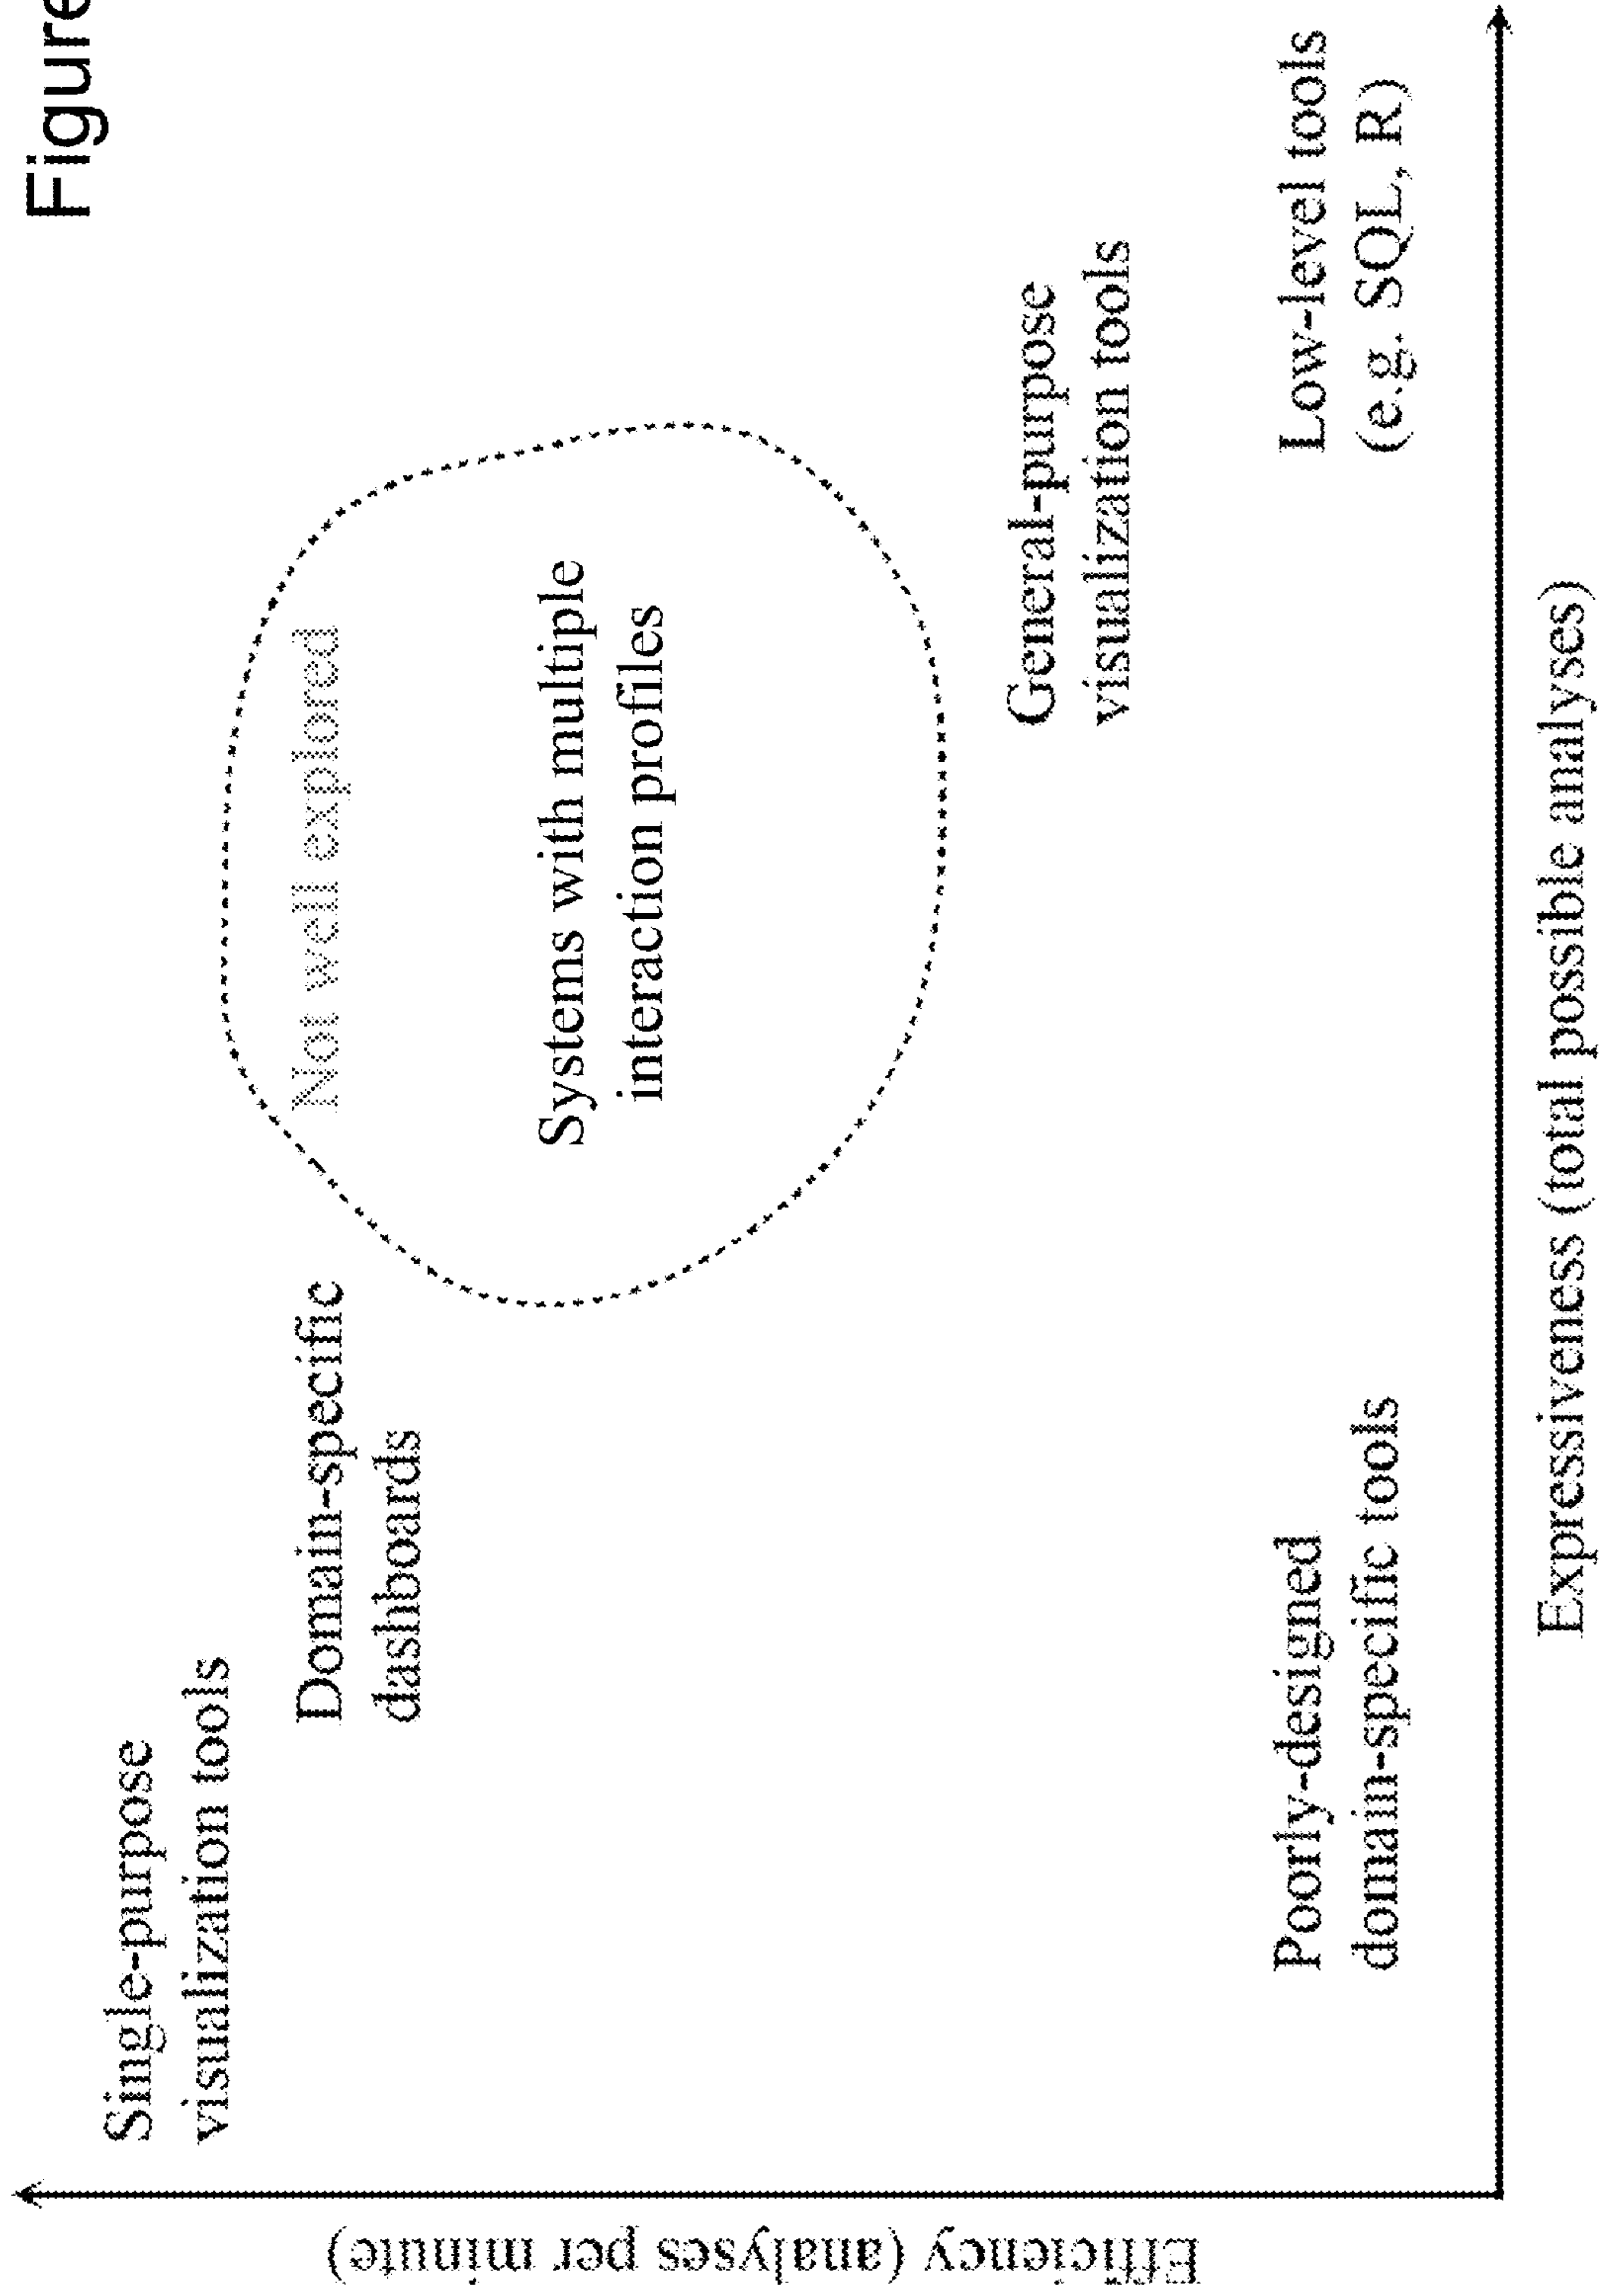 Figure
Single-purpose
visualization tools
Domain-specific
dashboards
Not well explored
Systems with multiple
interaction profiles
General-purpose
visualization tools
Poorly-designed
domain-specific tools
Low-level tools
(e.g. SQL, R)
Efficiency (analyses per minute)
Expressiveness (total possible analyses)